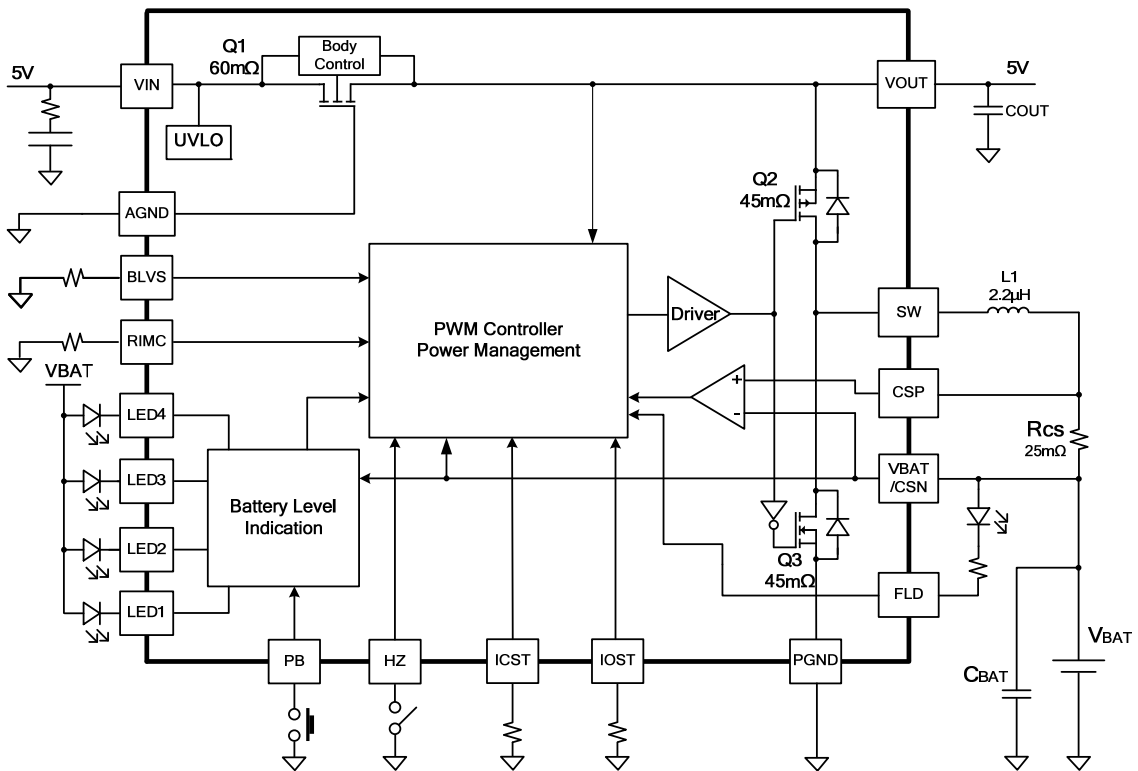 Q1
60mΩ
Body
Control
5V
VIN
VOUT
5V
COUT
UVLO
Q2
45mΩ
AGND
BLVS
L1
2.2µH
SW
Driver
PWM Controller
Power Management
RIMC
VBAT
CSP
+
-
LED4
Rcs
25mΩ
LED3
VBAT
/CSN
Battery Level
Indication
LED2
Q3
45mΩ
LED1
FLD
PB
HZ
ICST
IOST
PGND
VBAT
CBAT